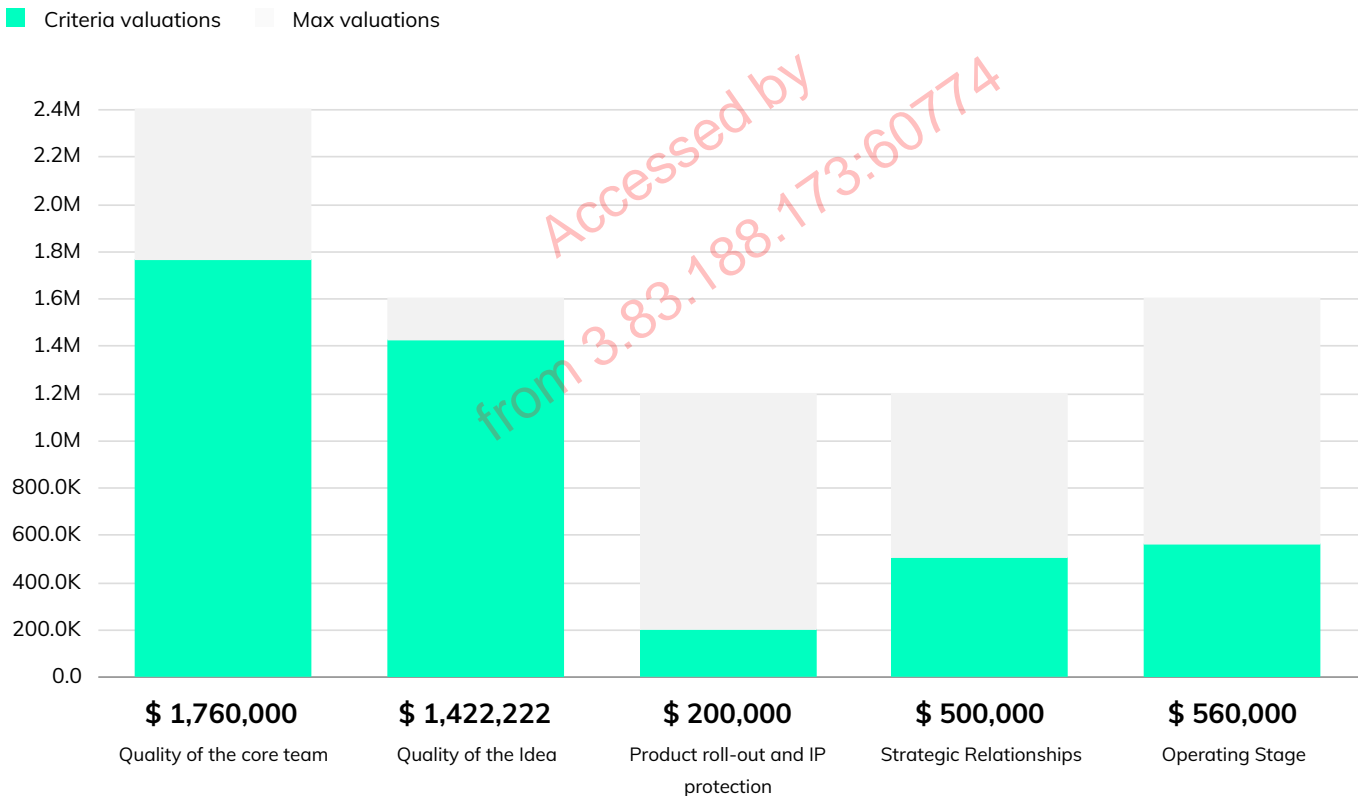 Criteria valuations Max valuations
Accessed by
from 3.83.188.173:60774
2.4M
2.2M
2.0M
1.8M
1.6M
1.4M
1.2M
1.0M
800.0K
600.0K
400.0K
200.0K
0.0
$ 1,760,000 $ 1,422,222 $ 200,000 $ 500,000 $ 560,000
Quality of the core team Quality of the Idea Product roll-out and IP Strategic Relationships Operating Stage
protection